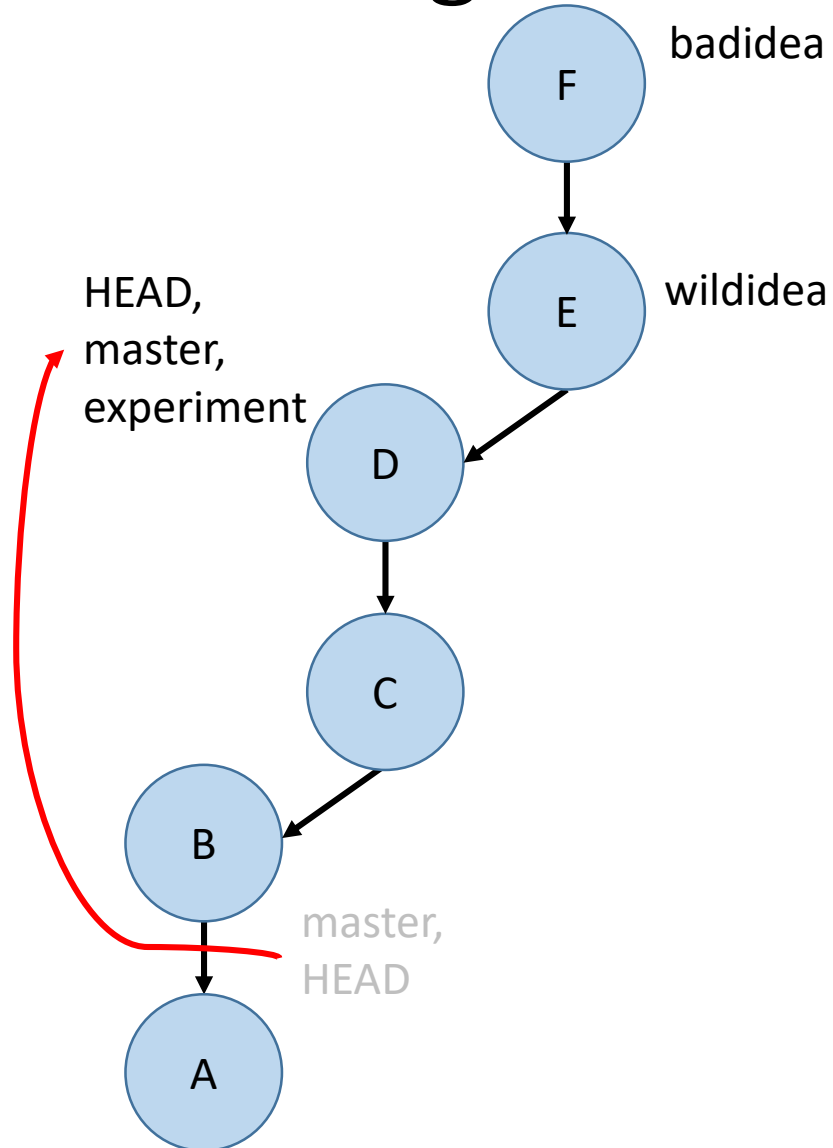 F
badidea
E
wildidea
HEAD,
master,
experiment
D
C
B
master,
HEAD
A